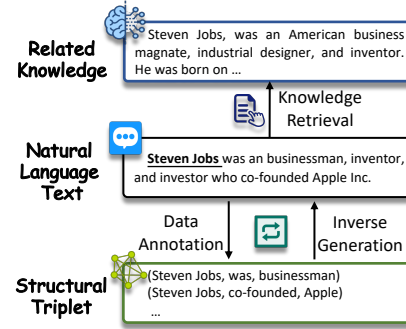 Related
Knowledge
Steven Jobs, was an American business
magnate, industrial designer, and inventor.
He was born on ...
Knowledge
Retrieval
Natural
Language
Text
Steven Jobs was an businessman, inventor,
and investor who co-founded Apple Inc.
Data
Annotation
Inverse
Generation
Structural
Triplet
(Steven Jobs, was, businessman)
(Steven Jobs, co-founded, Apple)
...